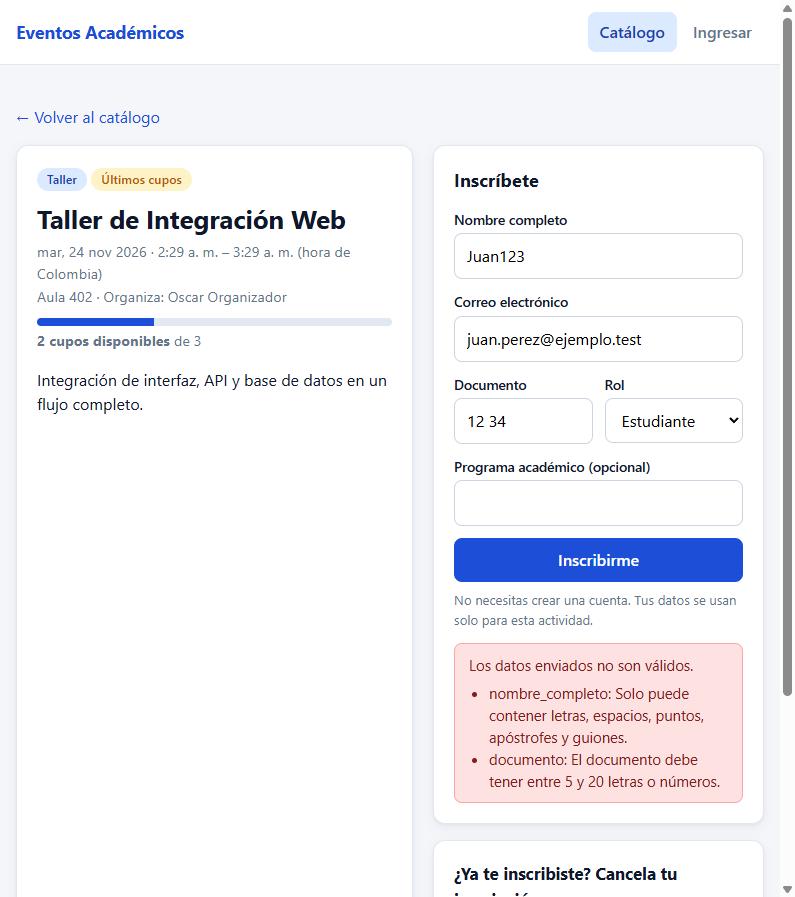 Eventos Académicos
Catálogo
Ingresar
← Volver al catálogo
Taller
Últimos cupos
Taller de Integración Web
mar, 24 nov 2026 · 2:29 a. m. – 3:29 a. m. (hora de
Colombia)
Aula 402 · Organiza: Oscar Organizador
2 cupos disponibles de 3
Integración de interfaz, API y base de datos en un
flujo completo.
Inscríbete
Nombre completo
Juan123
Correo electrónico
juan.perez@ejemplo.test
Documento
Rol
12 34
Estudiante
Programa académico (opcional)
Inscribirme
No necesitas crear una cuenta. Tus datos se usan
solo para esta actividad.
Los datos enviados no son válidos.
• nombre_completo: Solo puede
contener letras, espacios, puntos,
apóstrofes y guiones.
• documento: El documento debe
tener entre 5 y 20 letras o números.
¿Ya te inscribiste? Cancela tu